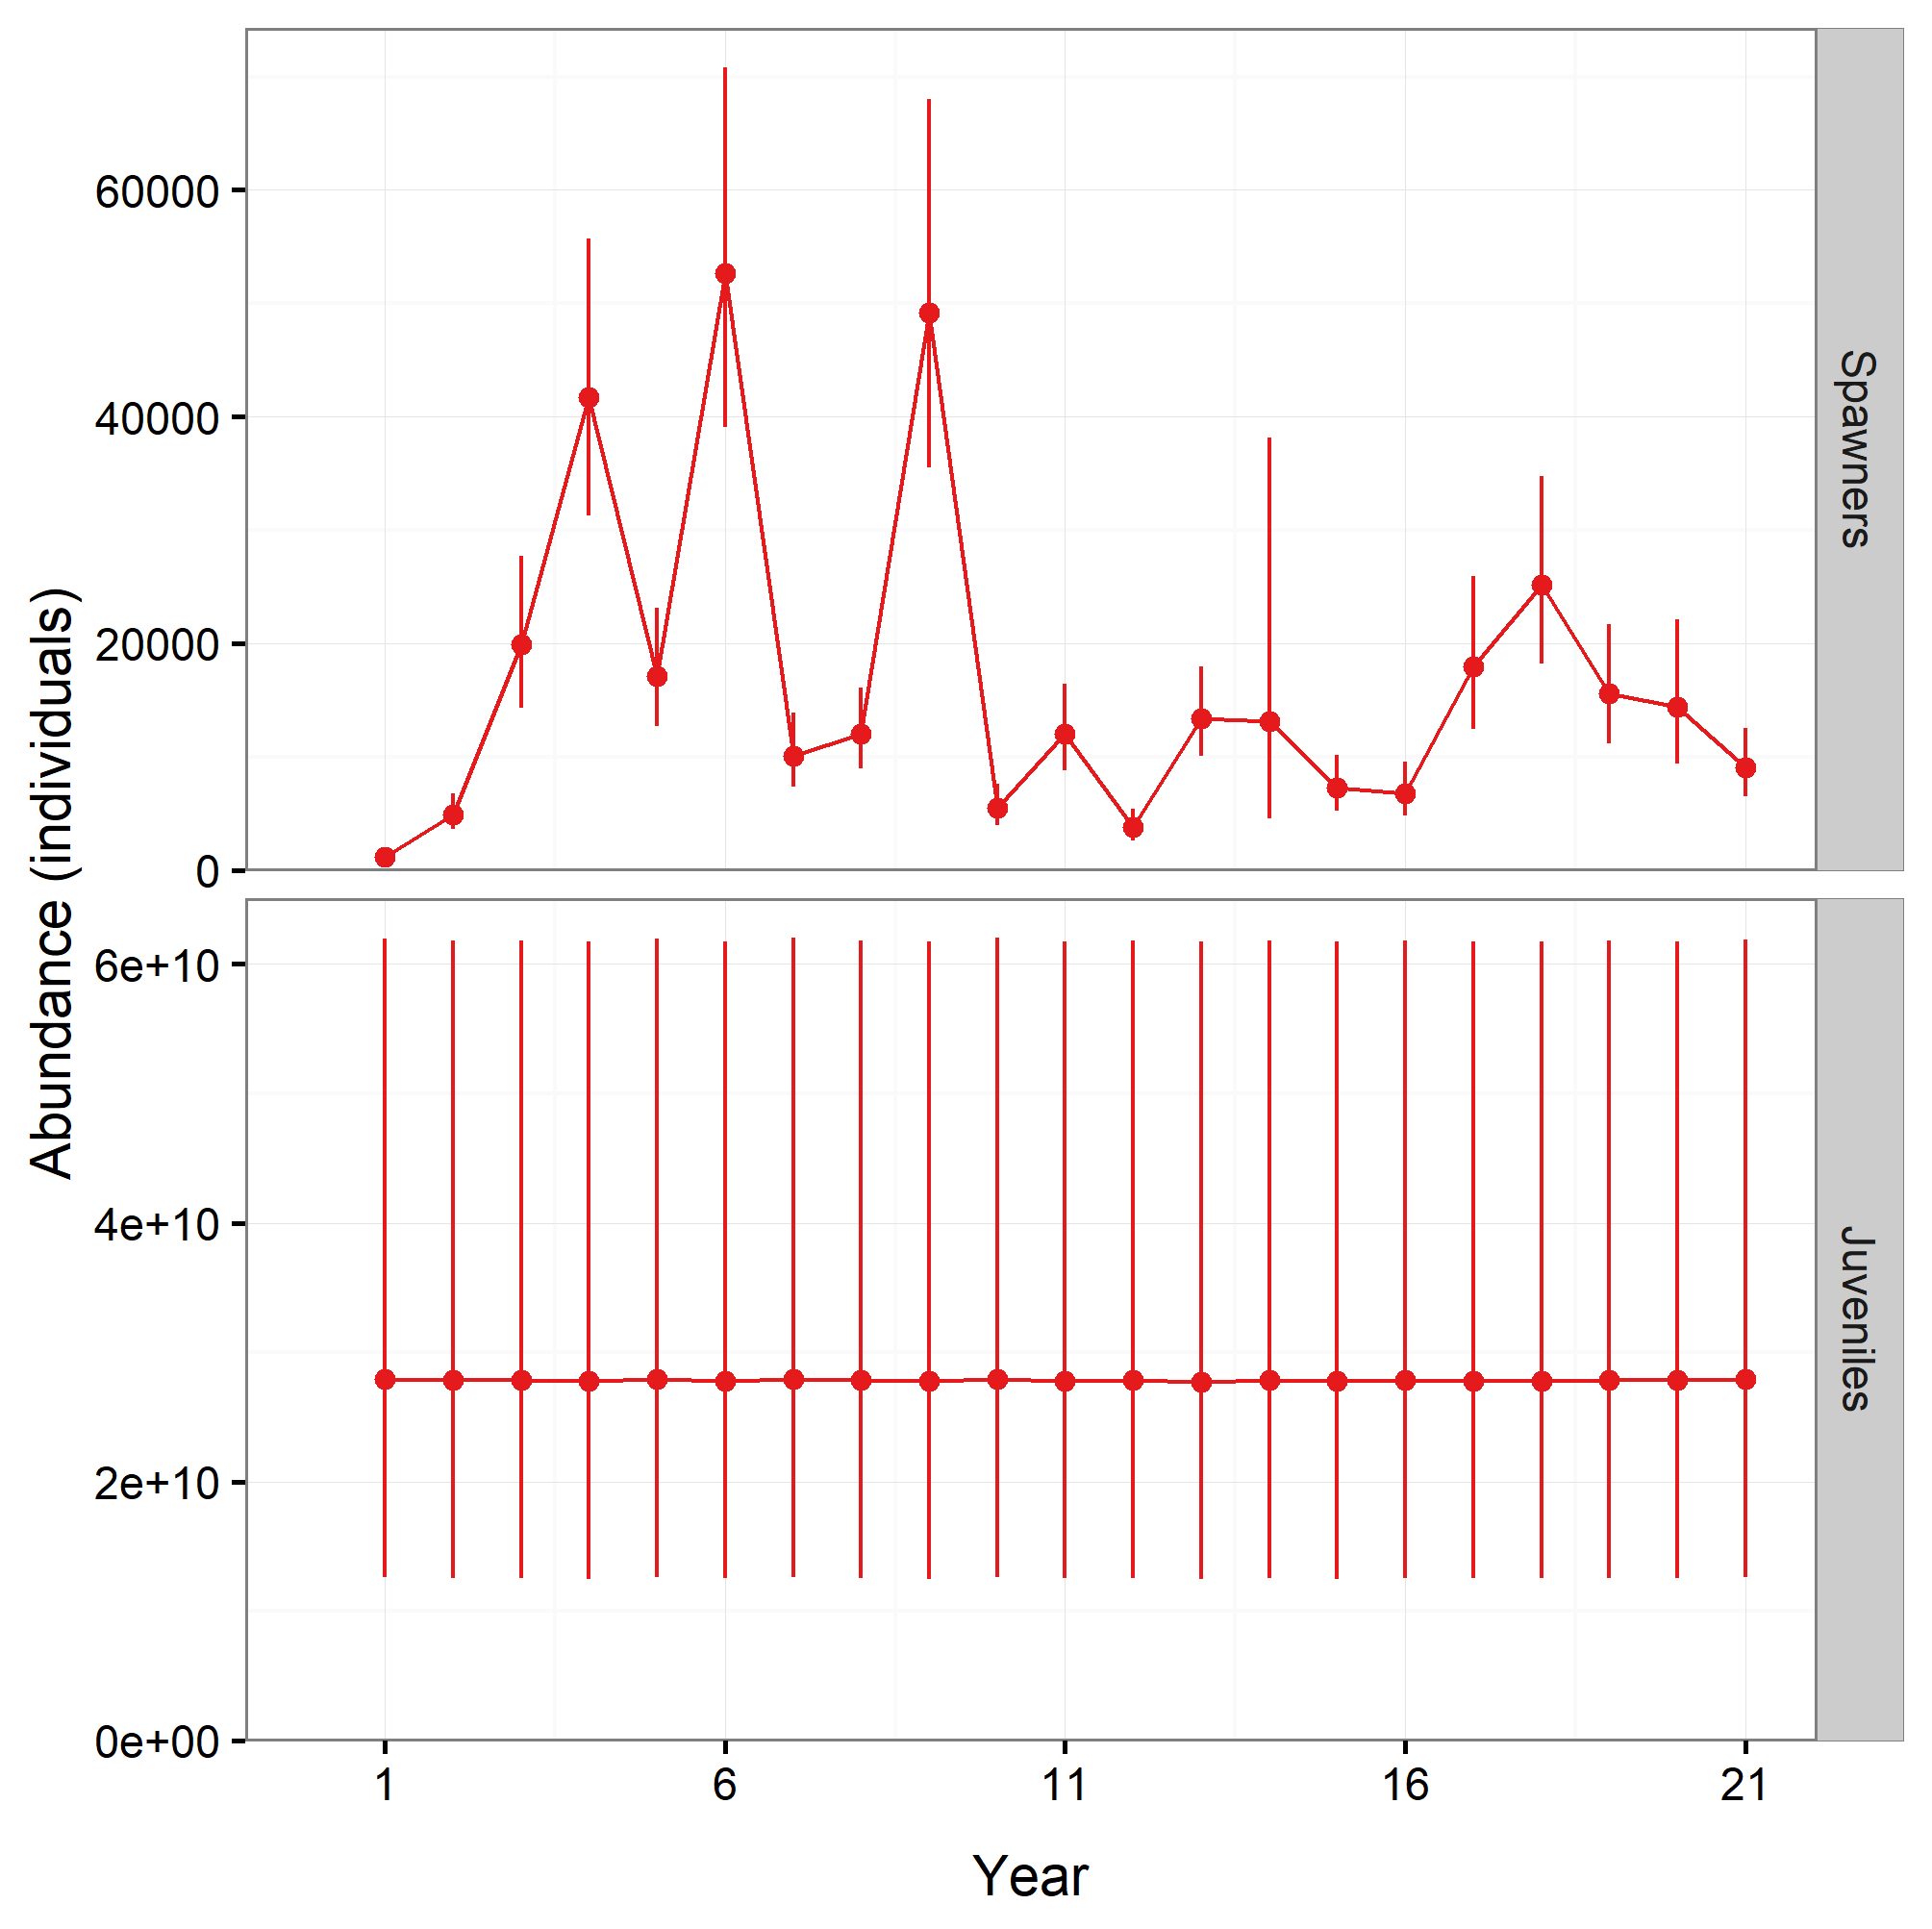 Abundance (individuals)
60000
40000
20000
0
Spawners
6e+10
4e+10
2e+10
0e+00
Juveniles
1 6 11 16 21
Year